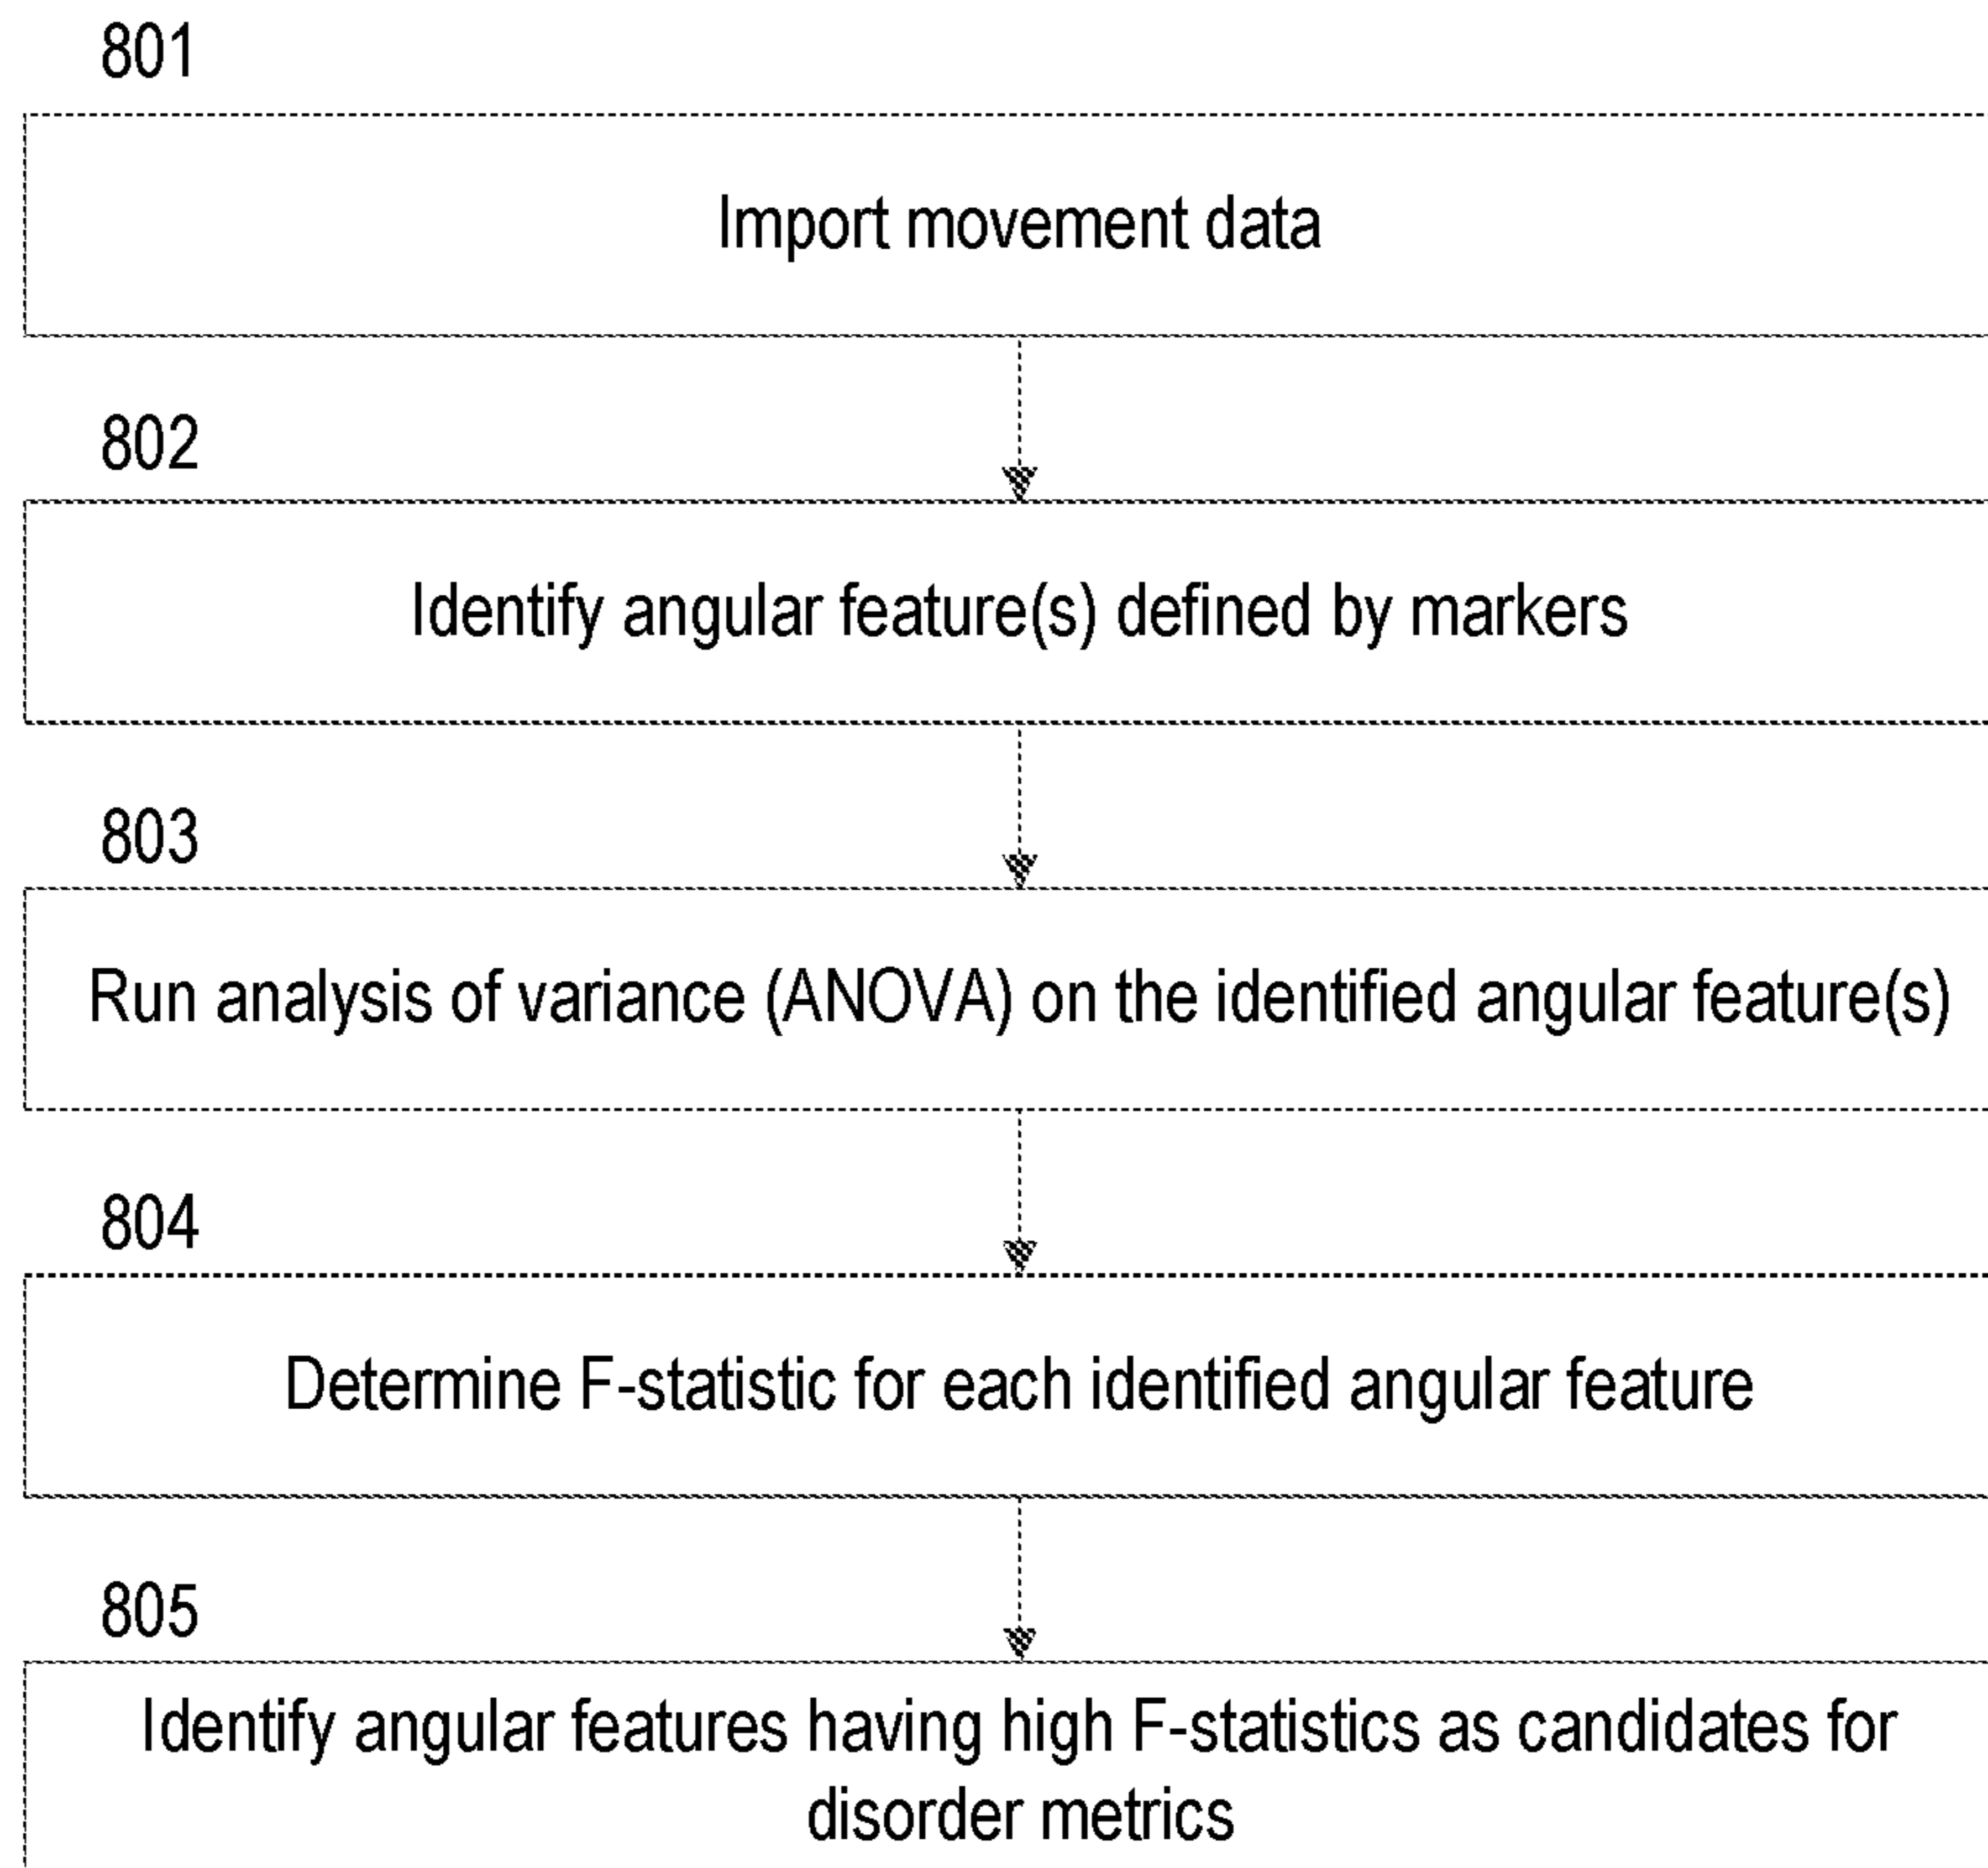 801
Import movement data
802
Identify angular feature(s) defined by markers
803
Run analysis of variance (ANOVA) on the identified angular feature(s)
804
Determine F-statistic for each identified angular feature
805
Identify angular features having high F-statistics as candidates for
disorder metrics